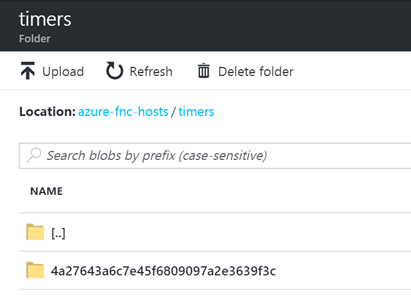 timers
Folder
Upload Refresh Delete folder
Location: azure-fnc-hosts / timers
Search blobs by prefix (case-sensitive)
NAME
[..]
4a27643a6c7e45f6809097a2e3639f3c